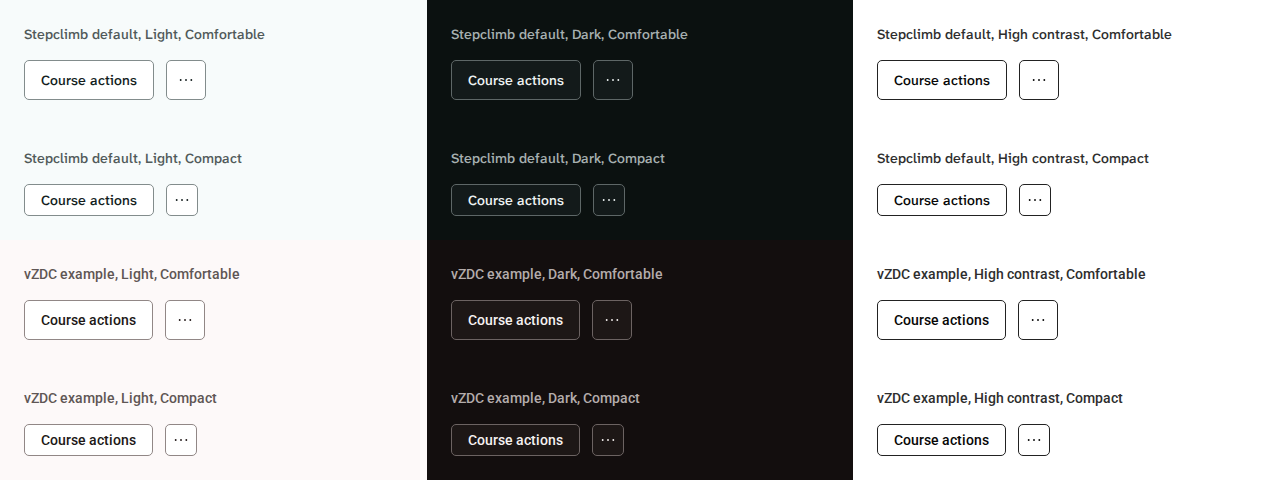 Stepclimb default, Light, Comfortable
Course actions ...
Stepclimb default, Light, Compact
Course actions ...
vZDC example, Light, Comfortable
Course actions ...
vZDC example, Light, Compact
Course actions ...
Stepclimb default, Dark, Comfortable
Course actions ...
Stepclimb default, Dark, Compact
Course actions ...
vZDC example, Dark, Comfortable
Course actions ...
vZDC example, Dark, Compact
Course actions ...
Stepclimb default, High contrast, Comfortable
Course actions ...
Stepclimb default, High contrast, Compact
Course actions ...
vZDC example, High contrast, Comfortable
Course actions ...
vZDC example, High contrast, Compact
Course actions ...